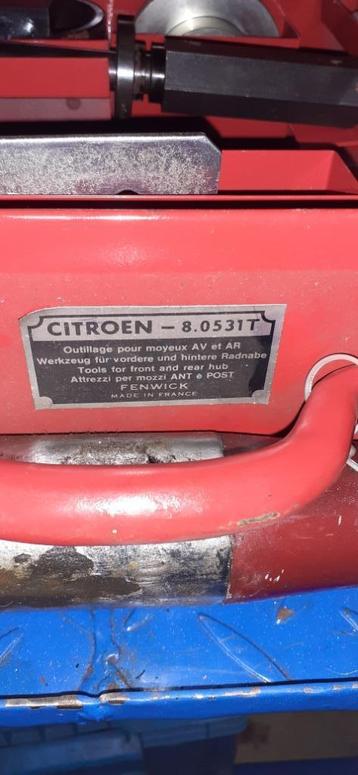 CITROEN - 8.0531T
Outillage pour moyeux AV et AR
Werkzeug für vordere und hintere Radnabe
Tools for front and rear hub
Attrezzi per mozzi ANT e POST
FENWICK
MADE IN FRANCE